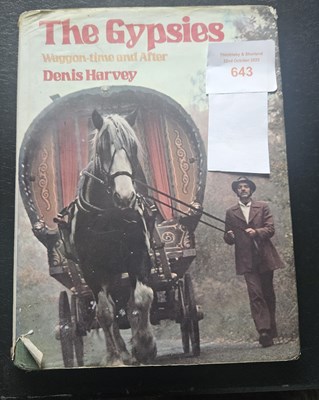 The Gypsies
Waggon-time and After
Denis Harvey
643